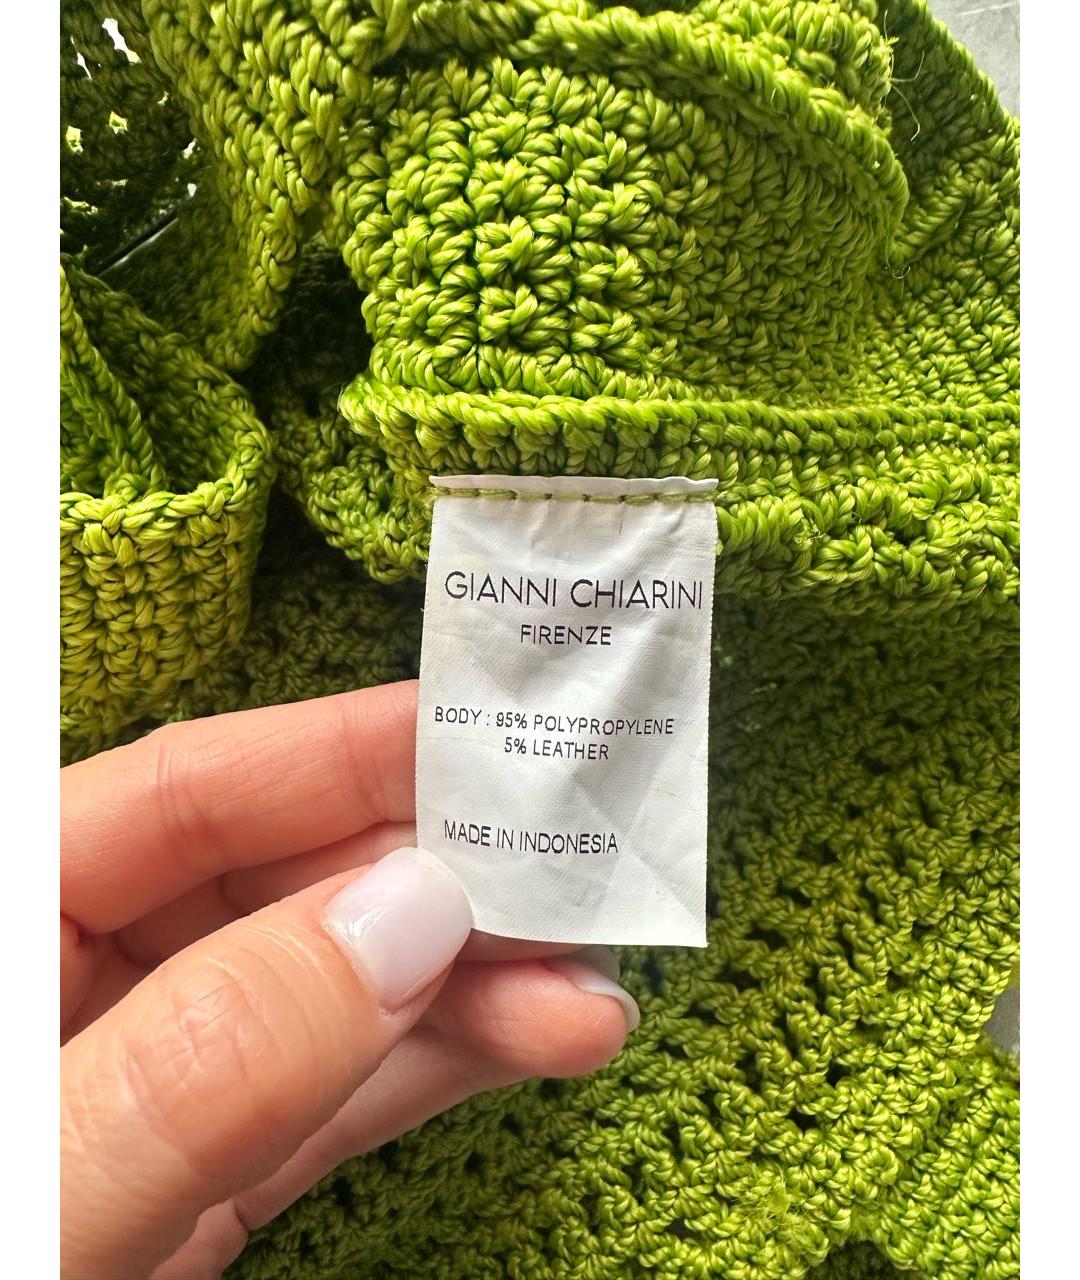 GIANNI CHIARINI
FIRENZE
BODY : 95% POLYPROPYLENE
5% LEATHER
MADE IN INDONESIA